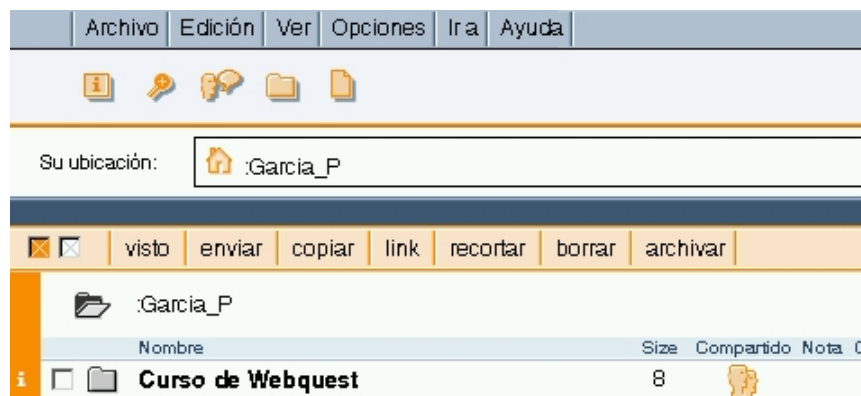 Archivo Edición Ver Opciones Ir a Ayuda
Su ubicación: :Garcia_P
visto enviar copiar link recortar borrar archivar
:Garcia_P
Nombre Size Compartido Nota
Curso de Webquest 8